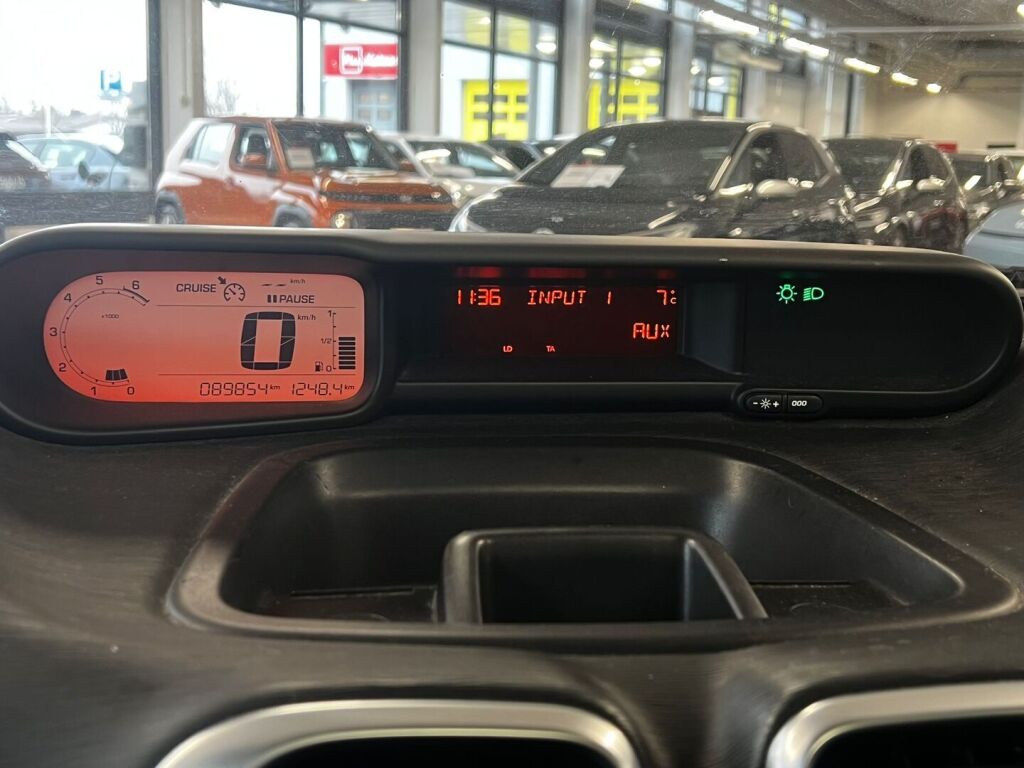 P
5 6
4
3
2
1 0
x1000
CRUISE -- km/h
PAUSE
0 km/h
1
1/2
0
089854 km 1248.4 km
11:36 INPUT 1 7°C
AUX
LD TA
- + 000